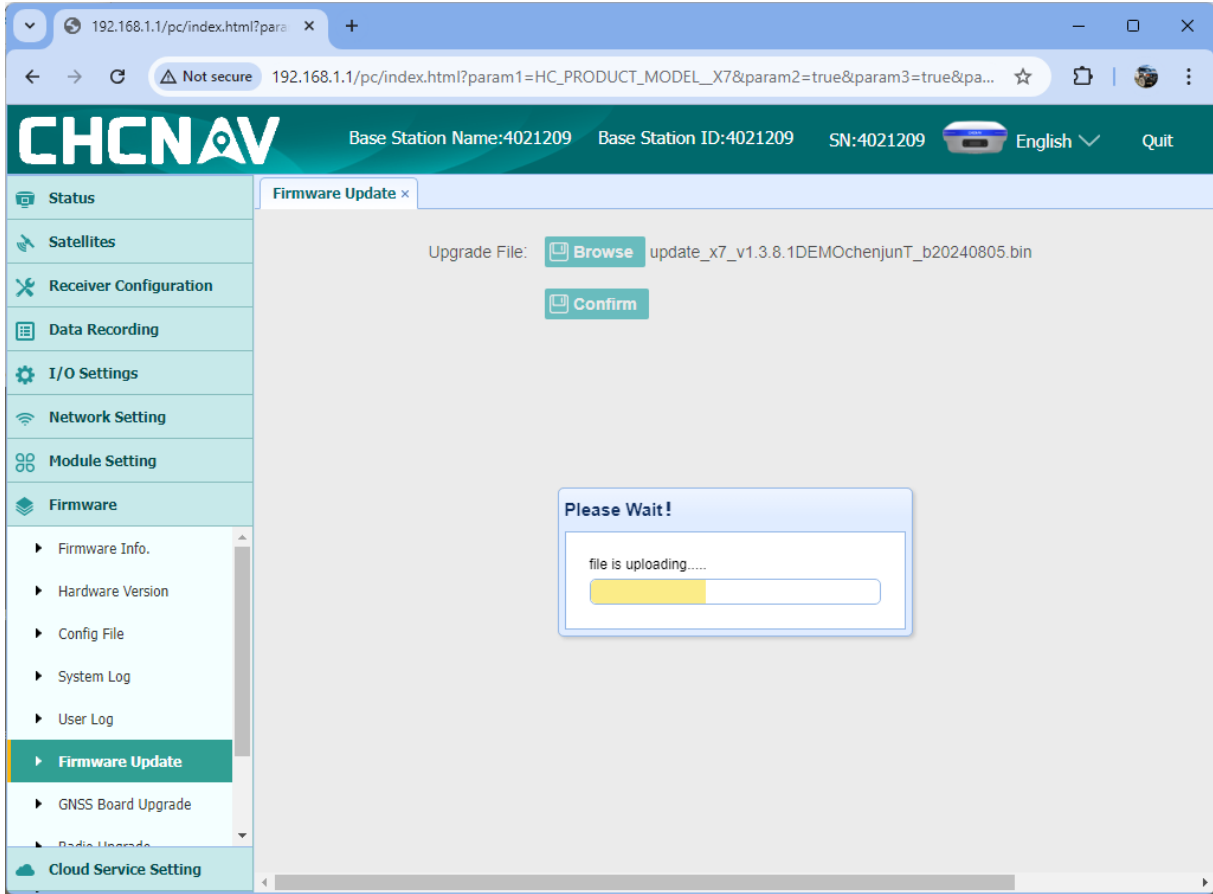 192.168.1.1/pc/index.html?para
Not secure 192.168.1.1/pc/index.html?param1=HC_PRODUCT_MODEL__X7&param2=true&param3=true&pa...
CHCNAV Base Station Name:4021209 Base Station ID:4021209 SN:4021209 English Quit
Status
Satellites
Receiver Configuration
Data Recording
I/O Settings
Network Setting
Module Setting
Firmware
Firmware Info.
Hardware Version
Config File
System Log
User Log
Firmware Update
GNSS Board Upgrade
Radio Upgrade
Cloud Service Setting
Firmware Update ×
Upgrade File: Browse update_x7_v1.3.8.1DEMOchenjunT_b20240805.bin
Confirm
Please Wait!
file is uploading.....